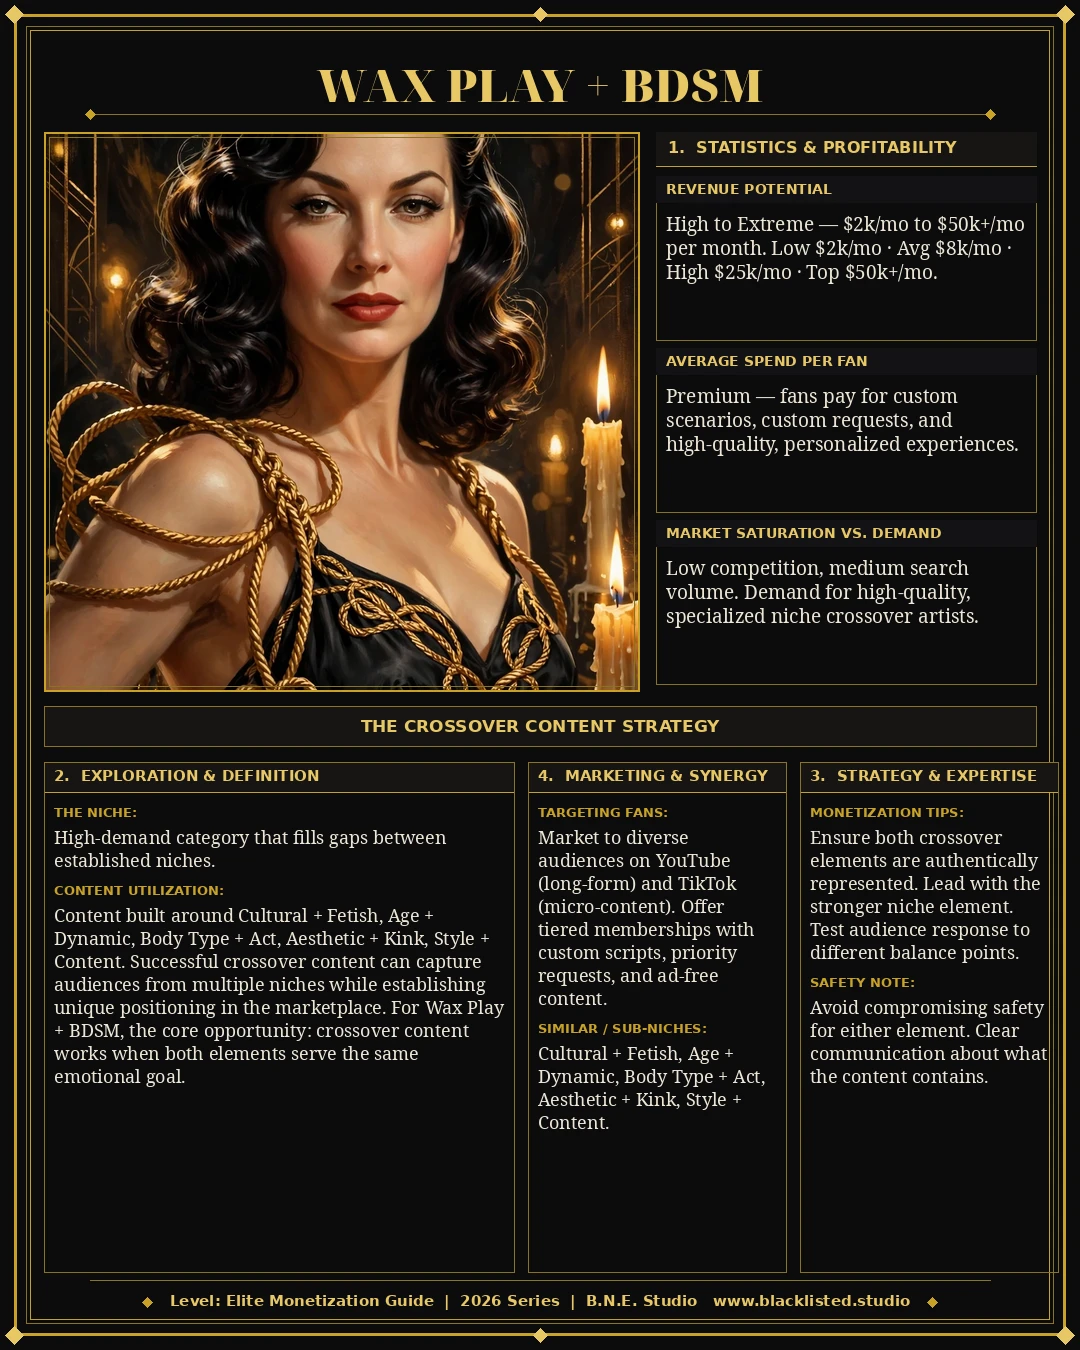 WAX PLAY + BDSM
1. STATISTICS & PROFITABILITY
REVENUE POTENTIAL
High to Extreme — $2k/mo to $50k+/mo
per month. Low $2k/mo · Avg $8k/mo ·
High $25k/mo · Top $50k+/mo.
AVERAGE SPEND PER FAN
Premium — fans pay for custom
scenarios, custom requests, and
high-quality, personalized experiences.
MARKET SATURATION VS. DEMAND
Low competition, medium search
volume. Demand for high-quality,
specialized niche crossover artists.
THE CROSSOVER CONTENT STRATEGY
2. EXPLORATION & DEFINITION
THE NICHE:
High-demand category that fills gaps between
established niches.
CONTENT UTILIZATION:
Content built around Cultural + Fetish, Age +
Dynamic, Body Type + Act, Aesthetic + Kink, Style +
Content. Successful crossover content can capture
audiences from multiple niches while establishing
unique positioning in the marketplace. For Wax Play
+ BDSM, the core opportunity: crossover content
works when both elements serve the same
emotional goal.
4. MARKETING & SYNERGY
TARGETING FANS:
Market to diverse
audiences on YouTube
(long-form) and TikTok
(micro-content). Offer
tiered memberships with
custom scripts, priority
requests, and ad-free
content.
SIMILAR / SUB-NICHES:
Cultural + Fetish, Age +
Dynamic, Body Type + Act,
Aesthetic + Kink, Style +
Content.
3. STRATEGY & EXPERTISE
MONETIZATION TIPS:
Ensure both crossover
elements are authentically
represented. Lead with the
stronger niche element.
Test audience response to
different balance points.
SAFETY NOTE:
Avoid compromising safety
for either element. Clear
communication about what
the content contains.
Level: Elite Monetization Guide | 2026 Series | B.N.E. Studio www.blacklisted.studio